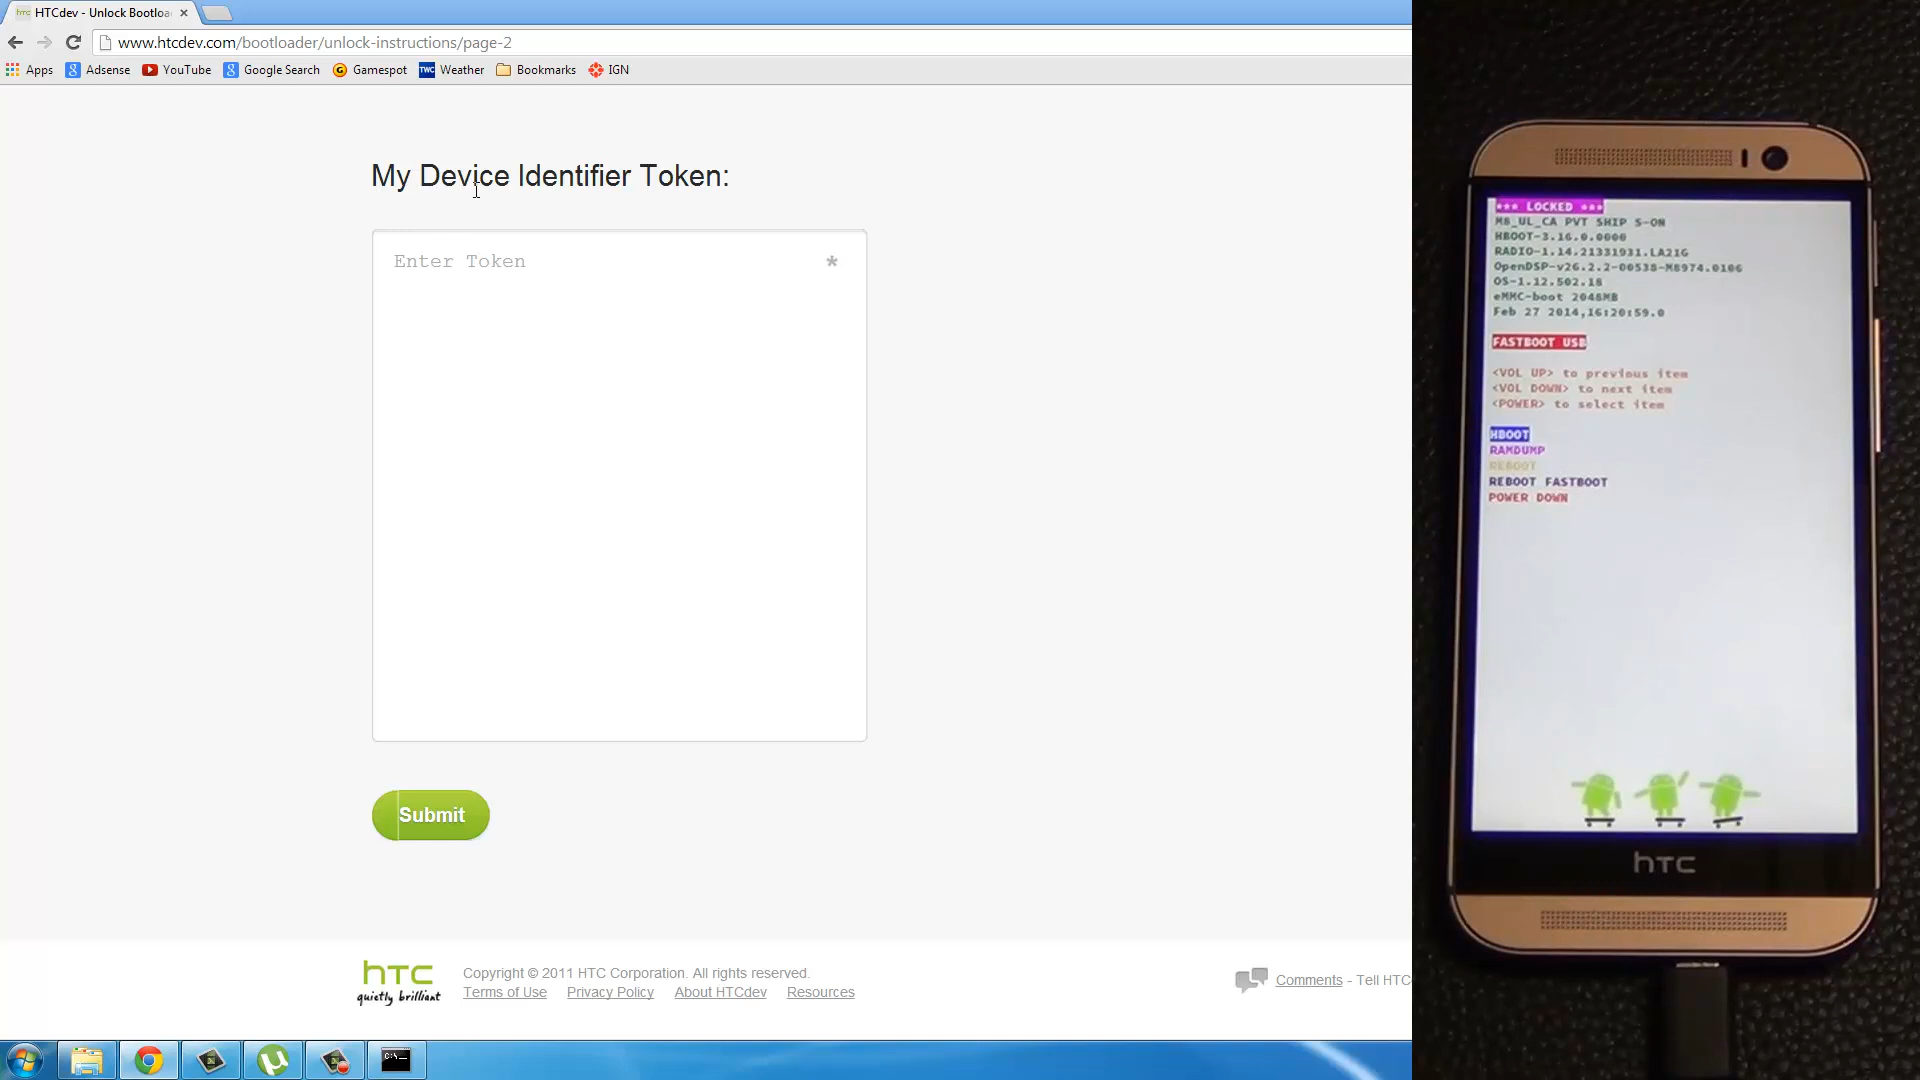 HTCdev - Unlock Bootloa
www.htcdev.com/bootloader/unlock-instructions/page-2
Apps Adsense YouTube Google Search Gamespot TWC Weather Bookmarks IGN
My Device Identifier Token:
Enter Token *
Submit
hTC
quietly brilliant
Copyright © 2011 HTC Corporation. All rights reserved.
Terms of Use Privacy Policy About HTCdev Resources
Comments - Tell HTC
C:\_
*** LOCKED ***
M8_UL_CA PVT SHIP S-ON
HBOOT-3.16.0.0000
RADIO-1.14.21331931.LA21G
OpenDSP-v26.2.2-00538-M8974.0106
OS-1.12.502.18
eMMC-boot 2048MB
Feb 27 2014,16:20:59.0
FASTBOOT USB
<VOL UP> to previous item
<VOL DOWN> to next item
<POWER> to select item
HBOOT
RAMDUMP
REBOOT
REBOOT FASTBOOT
POWER DOWN
hTC